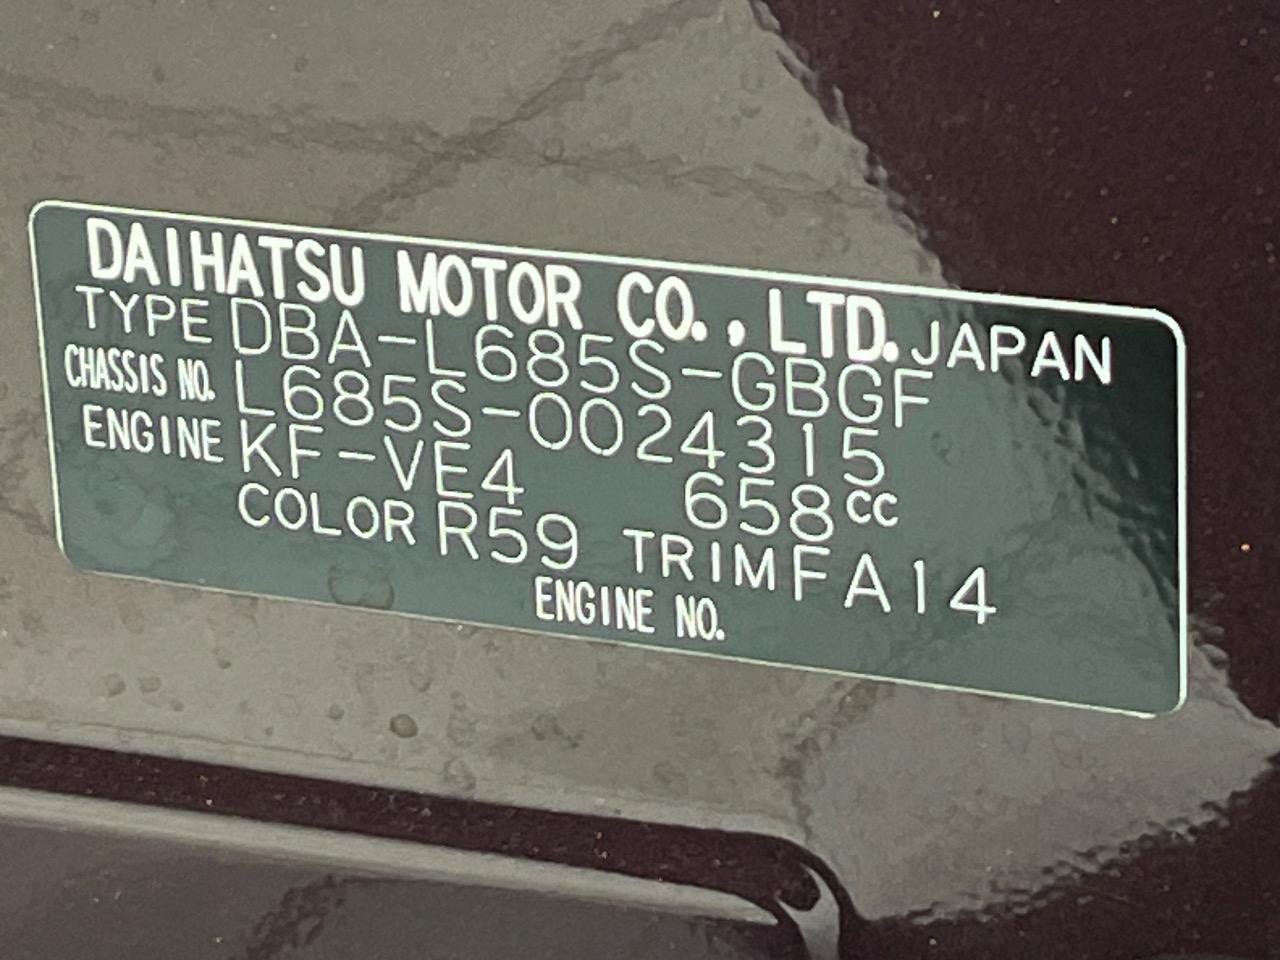 DAIHATSU MOTOR CO., LTD. JAPAN
TYPE DBA-L685S-GBGF
CHASSIS NO. L685S-0024315
ENGINE KF-VE4 658cc
COLOR R59 TRIM FA14
ENGINE NO.